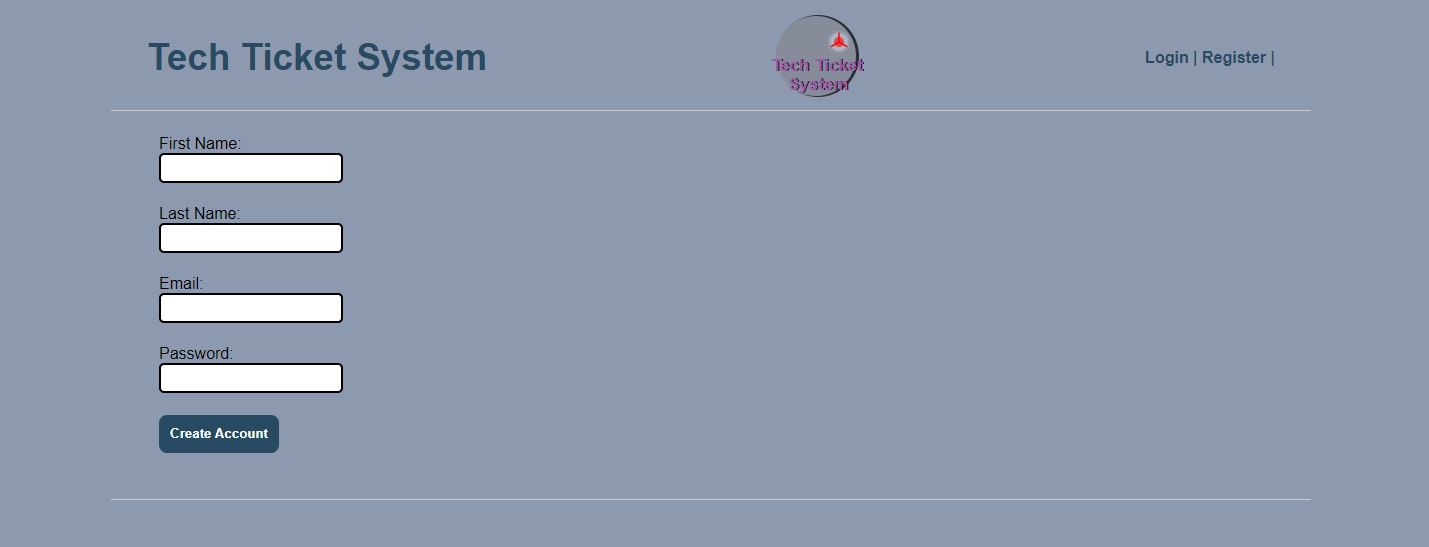 Tech Ticket System
Tech Ticket
System
Login | Register |
First Name:
Last Name:
Email:
Password:
Create Account